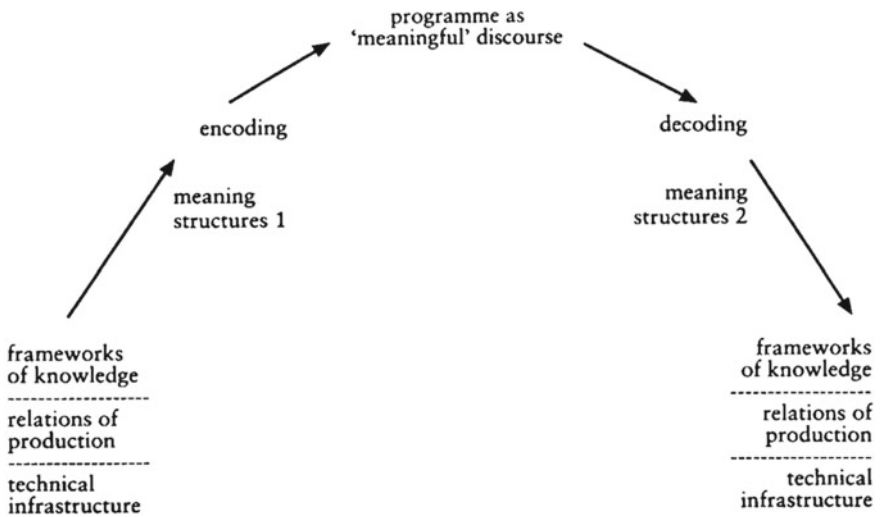 programme as
‘meaningful’ discourse
encoding
decoding
meaning
structures 1
meaning
structures 2
frameworks
of knowledge
relations of
production
technical
infrastructure
frameworks
of knowledge
relations of
production
technical
infrastructure